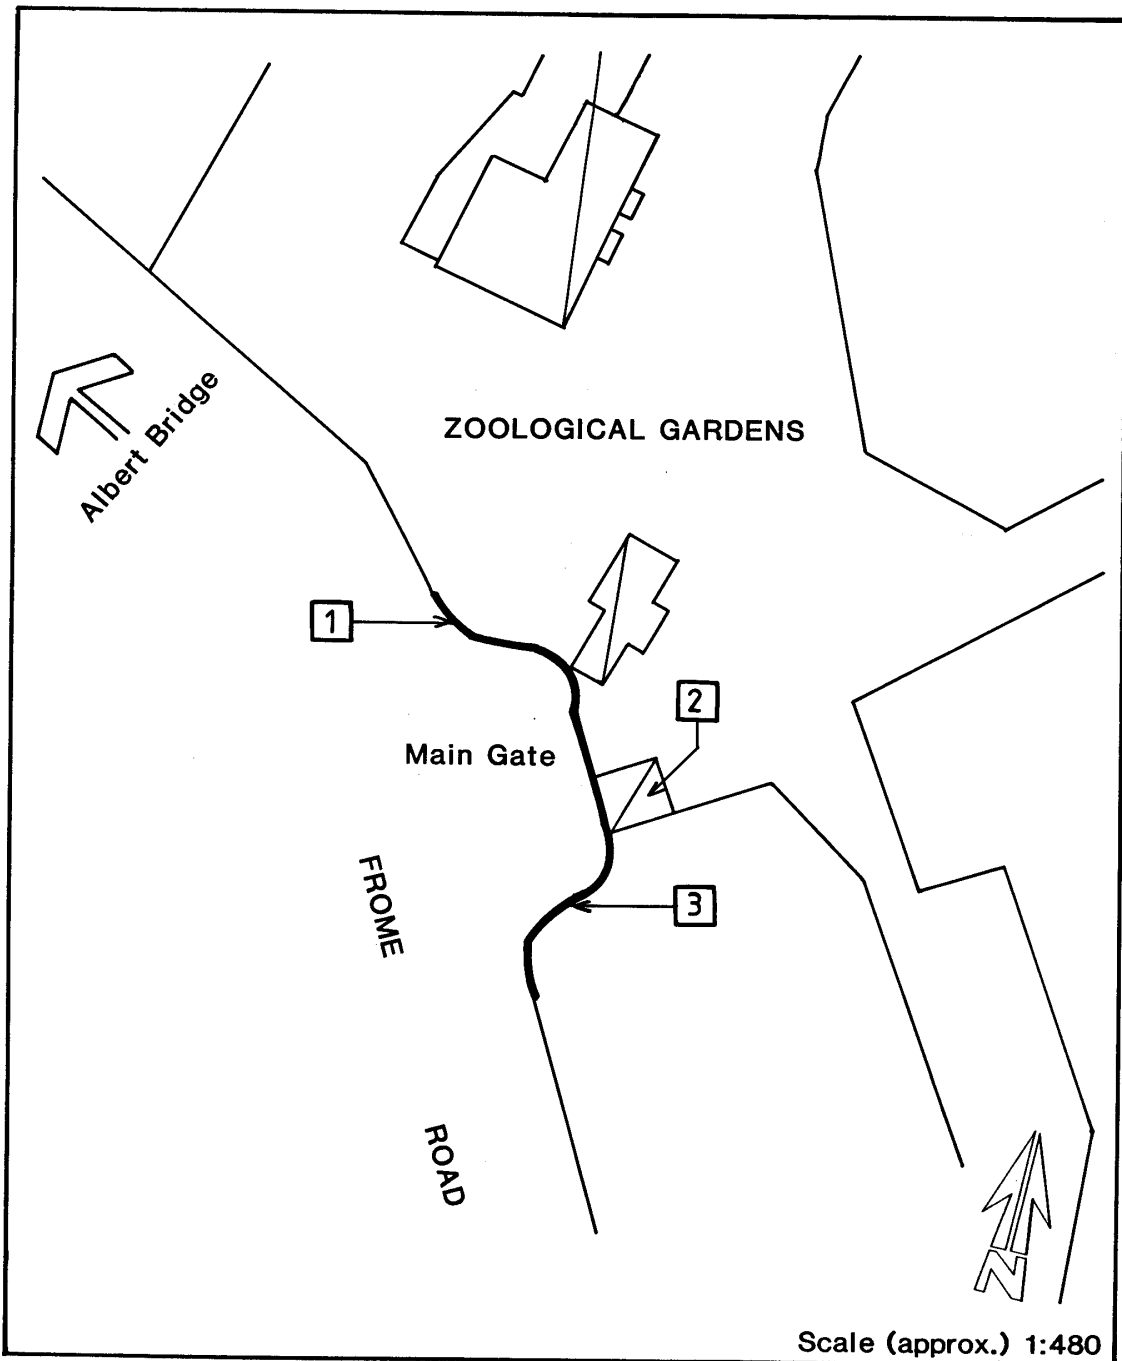 Albert Bridge
ZOOLOGICAL GARDENS
1
2
Main Gate
FROME
3
ROAD
N
Scale (approx.) 1:480